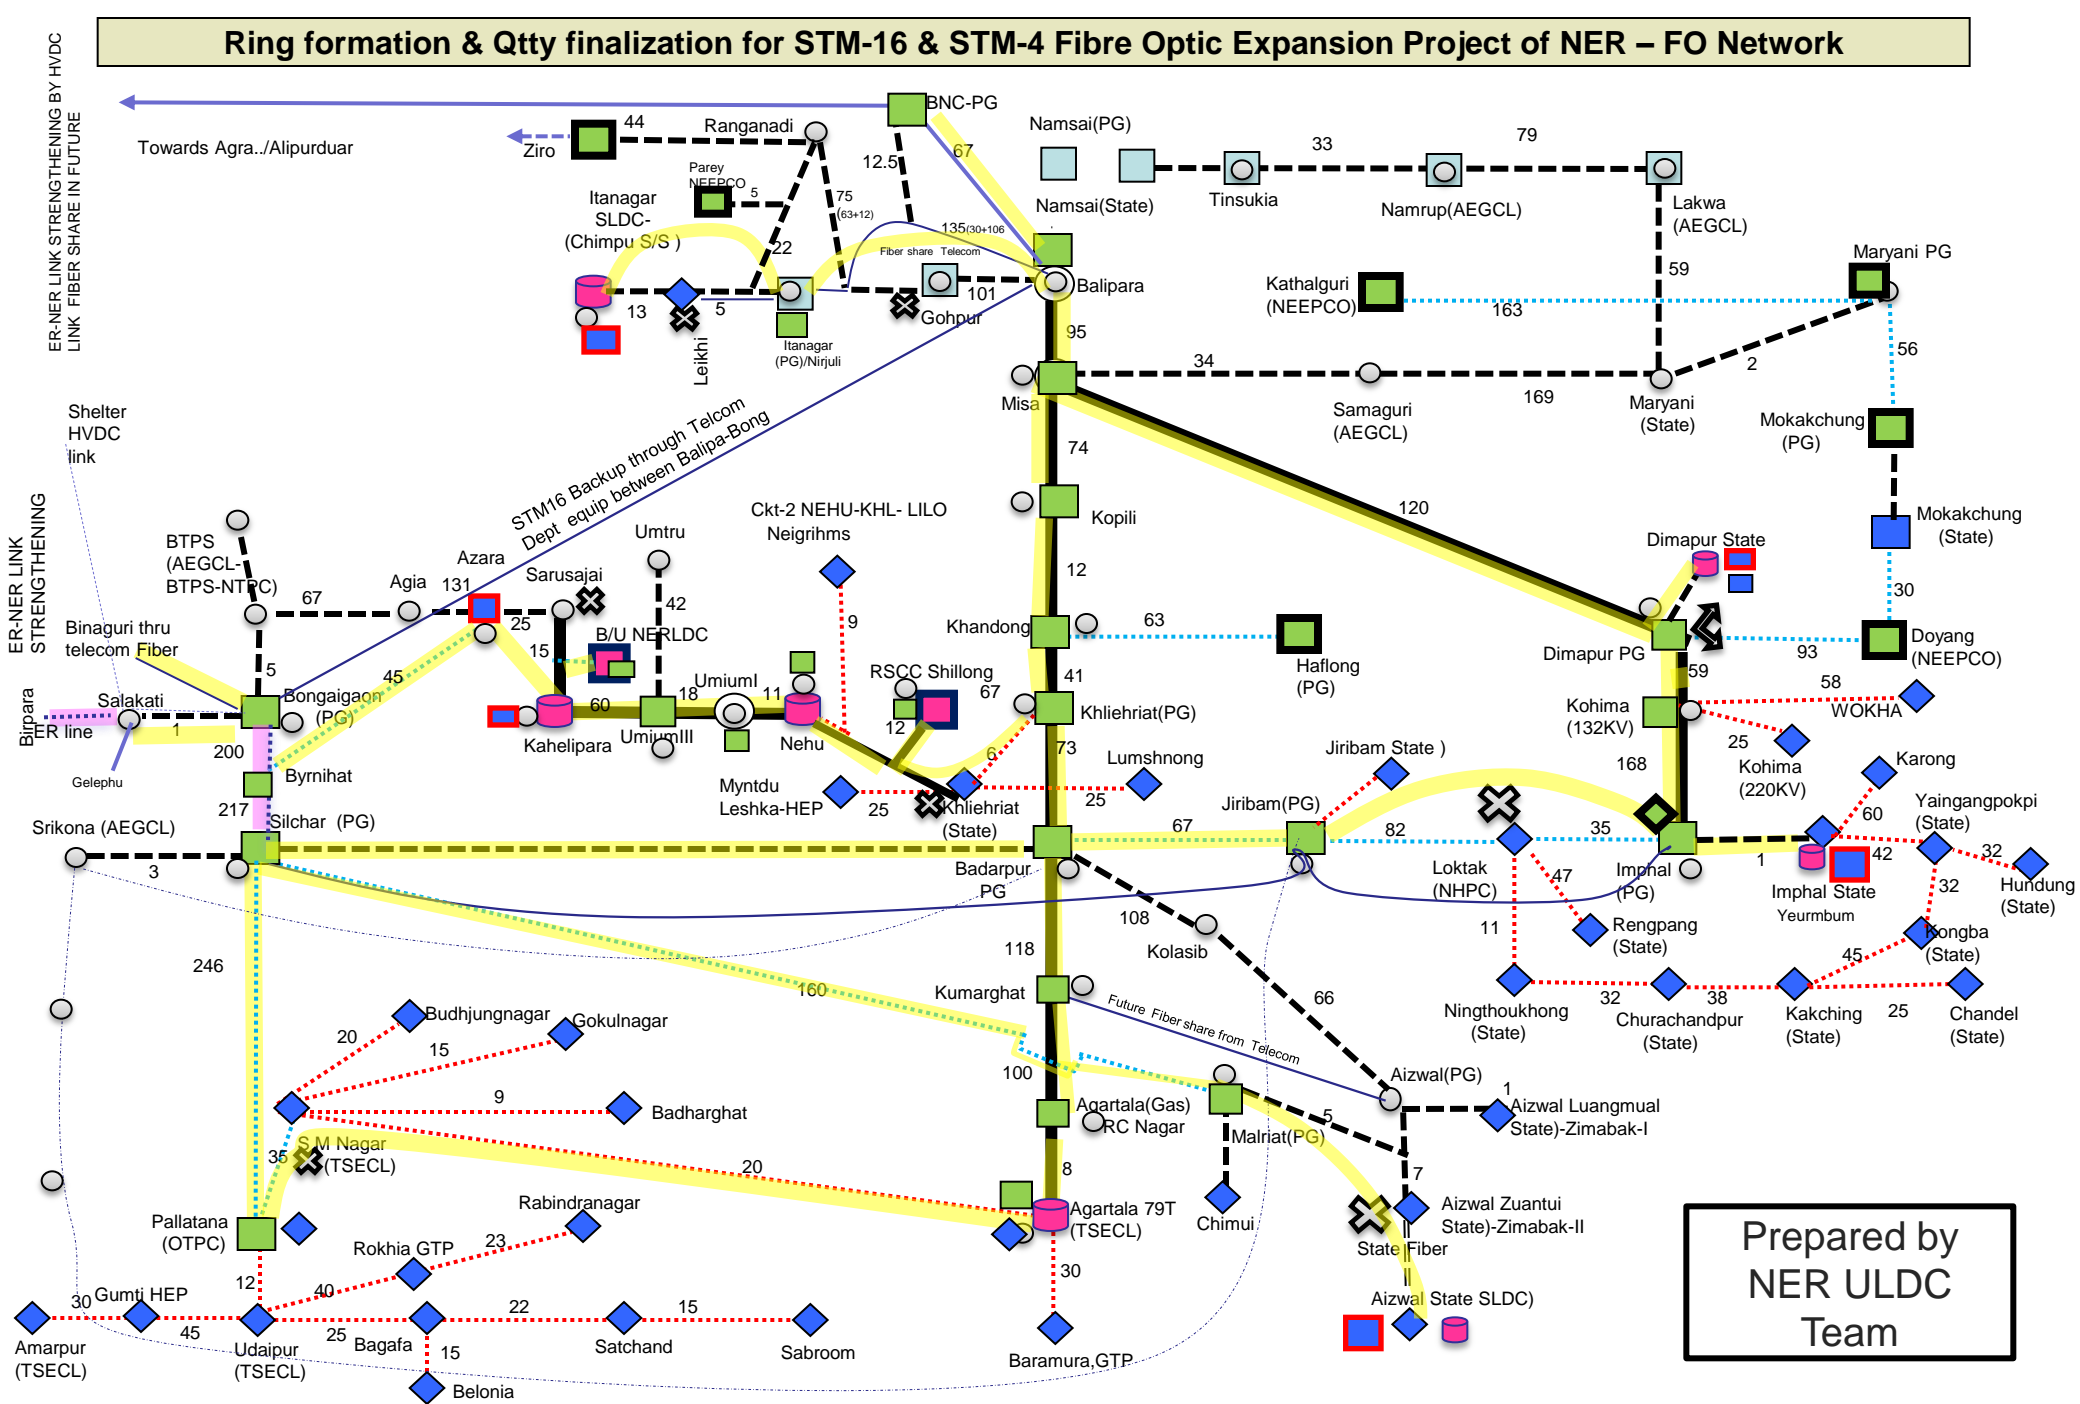 Ring formation & Qtty finalization for STM-16 & STM-4 Fibre Optic Expansion Project of NER – FO Network
ER-NER LINK STRENGTHENING BY HVDC
LINK FIBER SHARE IN FUTURE
Towards Agra../Alipurduar
BNC-PG
67
12.5
Ziro
44
Ranganadi
Parey
NEEPCO
5
75
(63+12)
Itanagar
SLDC-
(Chimpu S/S )
22
135(30+106
Fiber share Telecom
13
5
Leikhi
Itanagar
(PG)/Nirjuli
Gohpur
101
Balipara
Namsai(PG)
Namsai(State)
Tinsukia
33
Namrup(AEGCL)
79
Lakwa
(AEGCL)
59
Maryani PG
Kathalguri
(NEEPCO)
163
56
2
95
Misa
34
Samaguri
(AEGCL)
169
Maryani
(State)
Mokakchung
(PG)
Mokakchung
(State)
30
Doyang
(NEEPCO)
93
Shelter
HVDC
link
STM16 Backup through Telcom
Dept equip between Balipa-Bong
74
Kopili
120
12
Khandong
63
Haflong
(PG)
41
Khliehriat(PG)
73
Ckt-2 NEHU-KHL- LILO
Neigrihms
9
Dimapur State
Dimapur PG
59
Kohima
(132KV)
58
WOKHA
25
Kohima
(220KV)
168
ER-NER LINK
STRENGTHENING
BTPS
(AEGCL-
BTPS-NTPC)
67
Agia
131
Azara
25
Sarusajai
15
B/U NERLDC
Umtru
42
Binaguri thru
telecom Fiber
5
45
Birpara
ER line
Salakati
1
Bongaigaon
(PG)
200
Gelephu
Byrnihat
217
Kahelipara
60
UmiumIII
18
UmiumI
11
Nehu
RSCC Shillong
12
67
6
Myntdu
Leshka-HEP
25
Khliehriat
(State)
25
Lumshnong
Srikona (AEGCL)
3
Silchar (PG)
Badarpur
PG
67
Jiribam(PG)
Jiribam State )
82
Loktak
(NHPC)
35
Imphal
(PG)
1
Imphal State
Yeurmbum
Karong
60
Yaingangpokpi
(State)
42
32
Hundung
(State)
32
Kongba
(State)
45
47
Rengpang
(State)
11
Ningthoukhong
(State)
32
Churachandpur
(State)
38
Kakching
(State)
25
Chandel
(State)
108
Kolasib
66
118
Kumarghat
Future Fiber share from Telecom
Aizwal(PG)
1
Aizwal Luangmual
State)-Zimabak-I
246
160
100
Agartala(Gas)
RC Nagar
Malriat(PG)
5
7
Chimui
Aizwal Zuantui
State)-Zimabak-II
State Fiber
Aizwal State SLDC)
Budhjungnagar
20
Gokulnagar
15
9
Badharghat
S M Nagar
(TSECL)
35
20
8
Agartala 79T
(TSECL)
30
Baramura,GTP
Pallatana
(OTPC)
12
Rokhia GTP
40
23
Rabindranagar
Amarpur
(TSECL)
30
Gumti HEP
45
Udaipur
(TSECL)
25
Bagafa
22
Satchand
15
Sabroom
15
Belonia
Prepared by
NER ULDC
Team